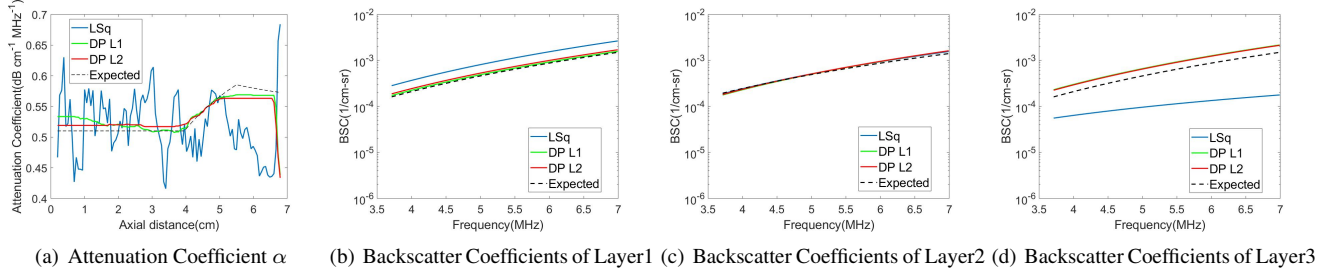 0.7
0.65
0.6
0.55
0.5
0.45
0.4
Attenuation Coefficient(dB cm⁻¹ MHz⁻¹)
LSq
DP L1
DP L2
Expected
0 1 2 3 4 5 6 7
Axial distance(cm)
10⁻²
10⁻³
10⁻⁴
10⁻⁵
10⁻⁶
BSC(1/cm-sr)
LSq
DP L1
DP L2
Expected
3.5 4 4.5 5 5.5 6 6.5 7
Frequency(MHz)
10⁻²
10⁻³
10⁻⁴
10⁻⁵
10⁻⁶
BSC(1/cm-sr)
LSq
DP L1
DP L2
Expected
3.5 4 4.5 5 5.5 6 6.5 7
Frequency(MHz)
10⁻²
10⁻³
10⁻⁴
10⁻⁵
10⁻⁶
BSC(1/cm-sr)
LSq
DP L1
DP L2
Expected
3.5 4 4.5 5 5.5 6 6.5 7
Frequency(MHz)
(a) Attenuation Coefficient α
(b) Backscatter Coefficients of Layer1
(c) Backscatter Coefficients of Layer2
(d) Backscatter Coefficients of Layer3